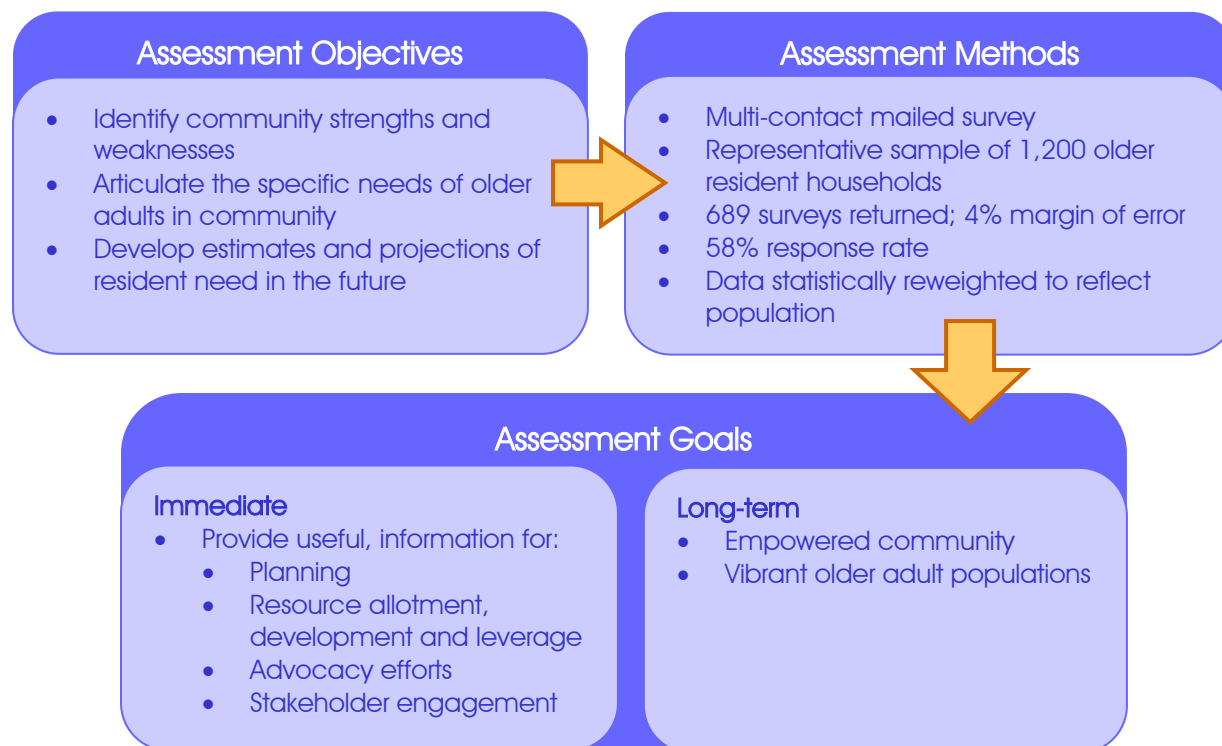 Assessment Objectives
• Identify community strengths and
weaknesses
• Articulate the specific needs of older
adults in community
• Develop estimates and projections of
resident need in the future
Assessment Methods
• Multi-contact mailed survey
• Representative sample of 1,200 older
resident households
• 689 surveys returned; 4% margin of error
• 58% response rate
• Data statistically reweighted to reflect
population
Assessment Goals
Immediate
• Provide useful, information for:
• Planning
• Resource allotment,
development and leverage
• Advocacy efforts
• Stakeholder engagement
Long-term
• Empowered community
• Vibrant older adult populations